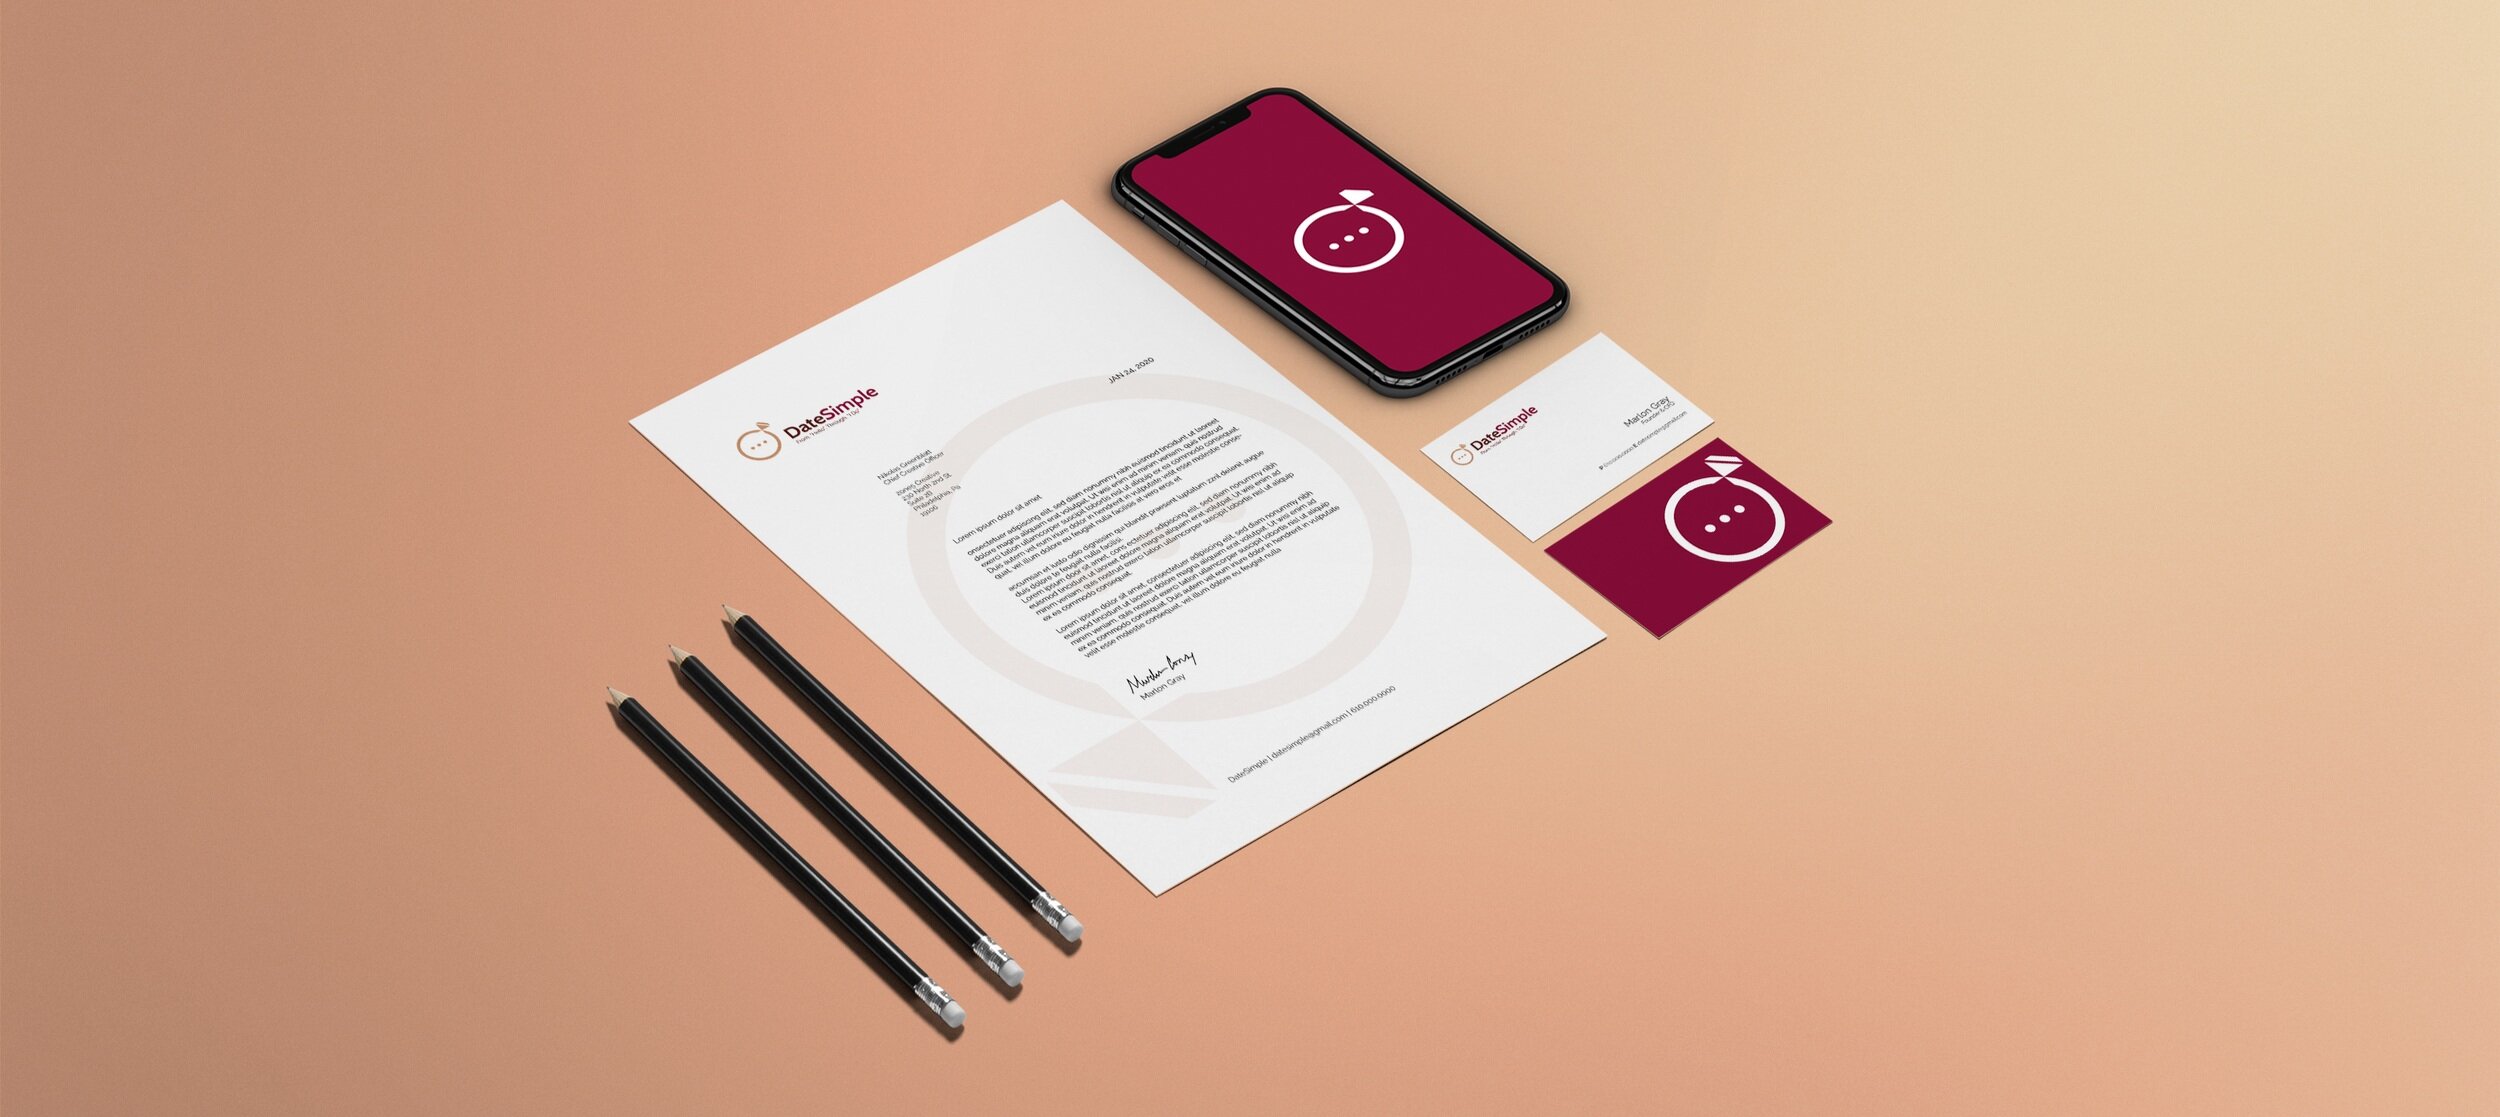 DateSimple
From "Hello" Through "I Do"
JAN 24, 2020
Nikolas Greenblatt
Chief Creative Officer
Jones Creative
230 North 2nd St
Suite 2B
Philadelphia, Pa
19106
Lorem ipsum dolor sit amet
onsectetuer adipiscing elit, sed diam nonummy nibh euismod tincidunt ut laoreet
dolore magna aliquam erat volutpat. Ut wisi enim ad minim veniam, quis nostrud
exerci tation ullamcorper suscipit lobortis nisl ut aliquip ex ea commodo consequat.
Duis autem vel eum iriure dolor in hendrerit in vulputate velit esse molestie conse-
quat, vel illum dolore eu feugiat nulla facilisis at vero eros et
accumsan et iusto odio dignissim qui blandit praesent luptatum zzril delenit augue
duis dolore te feugait nulla facilisi.
Lorem ipsum door sit amet, cons ectetuer adipiscing elit, sed diam nonummy nibh
euismod tincidunt ut laoreet dolore magna aliquam erat volutpat. Ut wisi enim ad
minim veniam, quis nostrud exerci tation ullamcorper suscipit lobortis nisl ut aliquip
ex ea commodo consequat.
Lorem ipsum dolor sit amet, consectetuer adipiscing elit, sed diam nonummy nibh
euismod tincidunt ut laoreet dolore magna aliquam erat volutpat. Ut wisi enim ad
minim veniam, quis nostrud exerci tation ullamcorper suscipit lobortis nisl ut aliquip
ex ea commodo consequat. Duis autem vel eum iriure dolor in hendrerit in vulputate
velit esse molestie consequat, vel illum dolore eu feugiat nulla
Marlon Gray
DateSimple | datesimple@gmail.com | 610.000.0000
DateSimple
From "Hello" Through "I Do"
Marlon Gray
Founder & CFO
P 610.000.0000 E datesimple@gmail.com